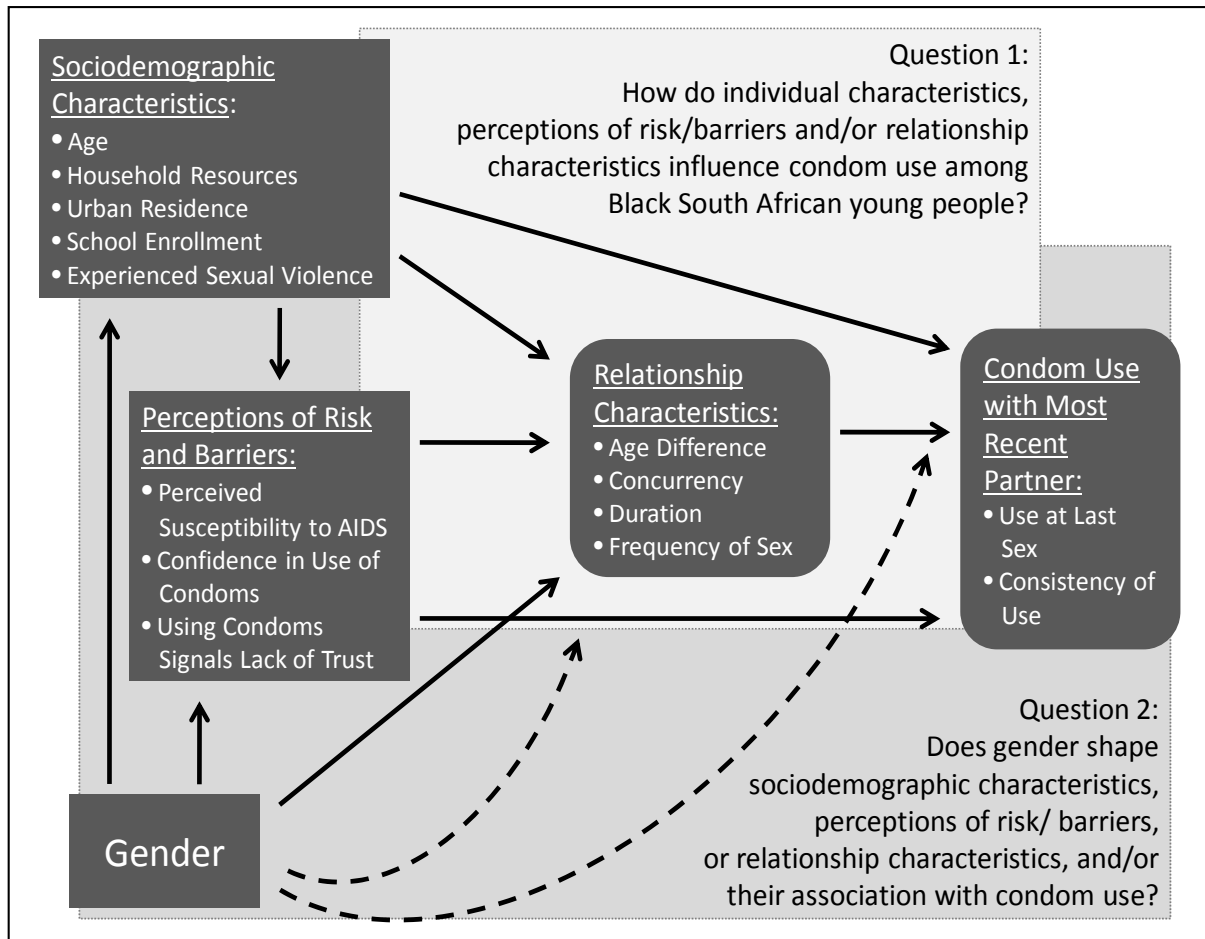 Sociodemographic
Characteristics:
• Age
• Household Resources
• Urban Residence
• School Enrollment
• Experienced Sexual Violence
Question 1:
How do individual characteristics,
perceptions of risk/barriers and/or relationship
characteristics influence condom use among
Black South African young people?
Perceptions of Risk
and Barriers:
• Perceived
Susceptibility to AIDS
• Confidence in Use of
Condoms
• Using Condoms
Signals Lack of Trust
Relationship
Characteristics:
• Age Difference
• Concurrency
• Duration
• Frequency of Sex
Condom Use
with Most
Recent
Partner:
• Use at Last
Sex
• Consistency of
Use
Gender
Question 2:
Does gender shape
sociodemographic characteristics,
perceptions of risk/ barriers,
or relationship characteristics, and/or
their association with condom use?